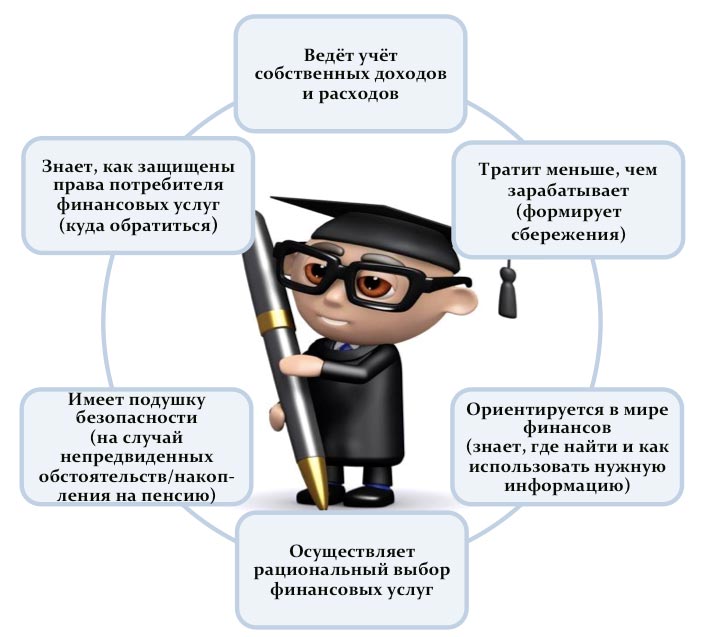 Ведёт учёт
собственных доходов
и расходов
Знает, как защищены
права потребителя
финансовых услуг
(куда обратиться)
Тратит меньше, чем
зарабатывает
(формирует
сбережения)
Имеет подушку
безопасности
(на случай
непредвиденных
обстоятельств/накоп-
ления на пенсию)
Ориентируется в мире
финансов
(знает, где найти и как
использовать нужную
информацию)
Осуществляет
рациональный выбор
финансовых услуг